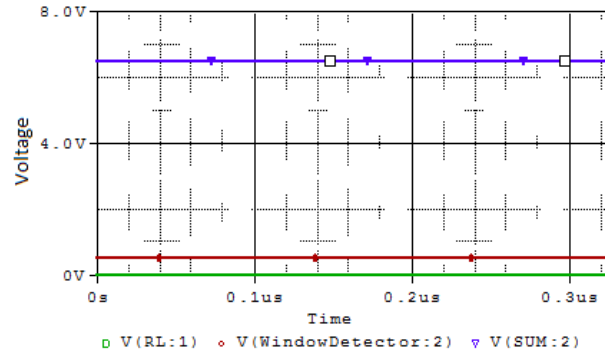 8.0V
4.0V
0V
Voltage
0s
0.1us
0.2us
0.3us
Time
V(RL:1) V(WindowDetector:2) V(SUM:2)